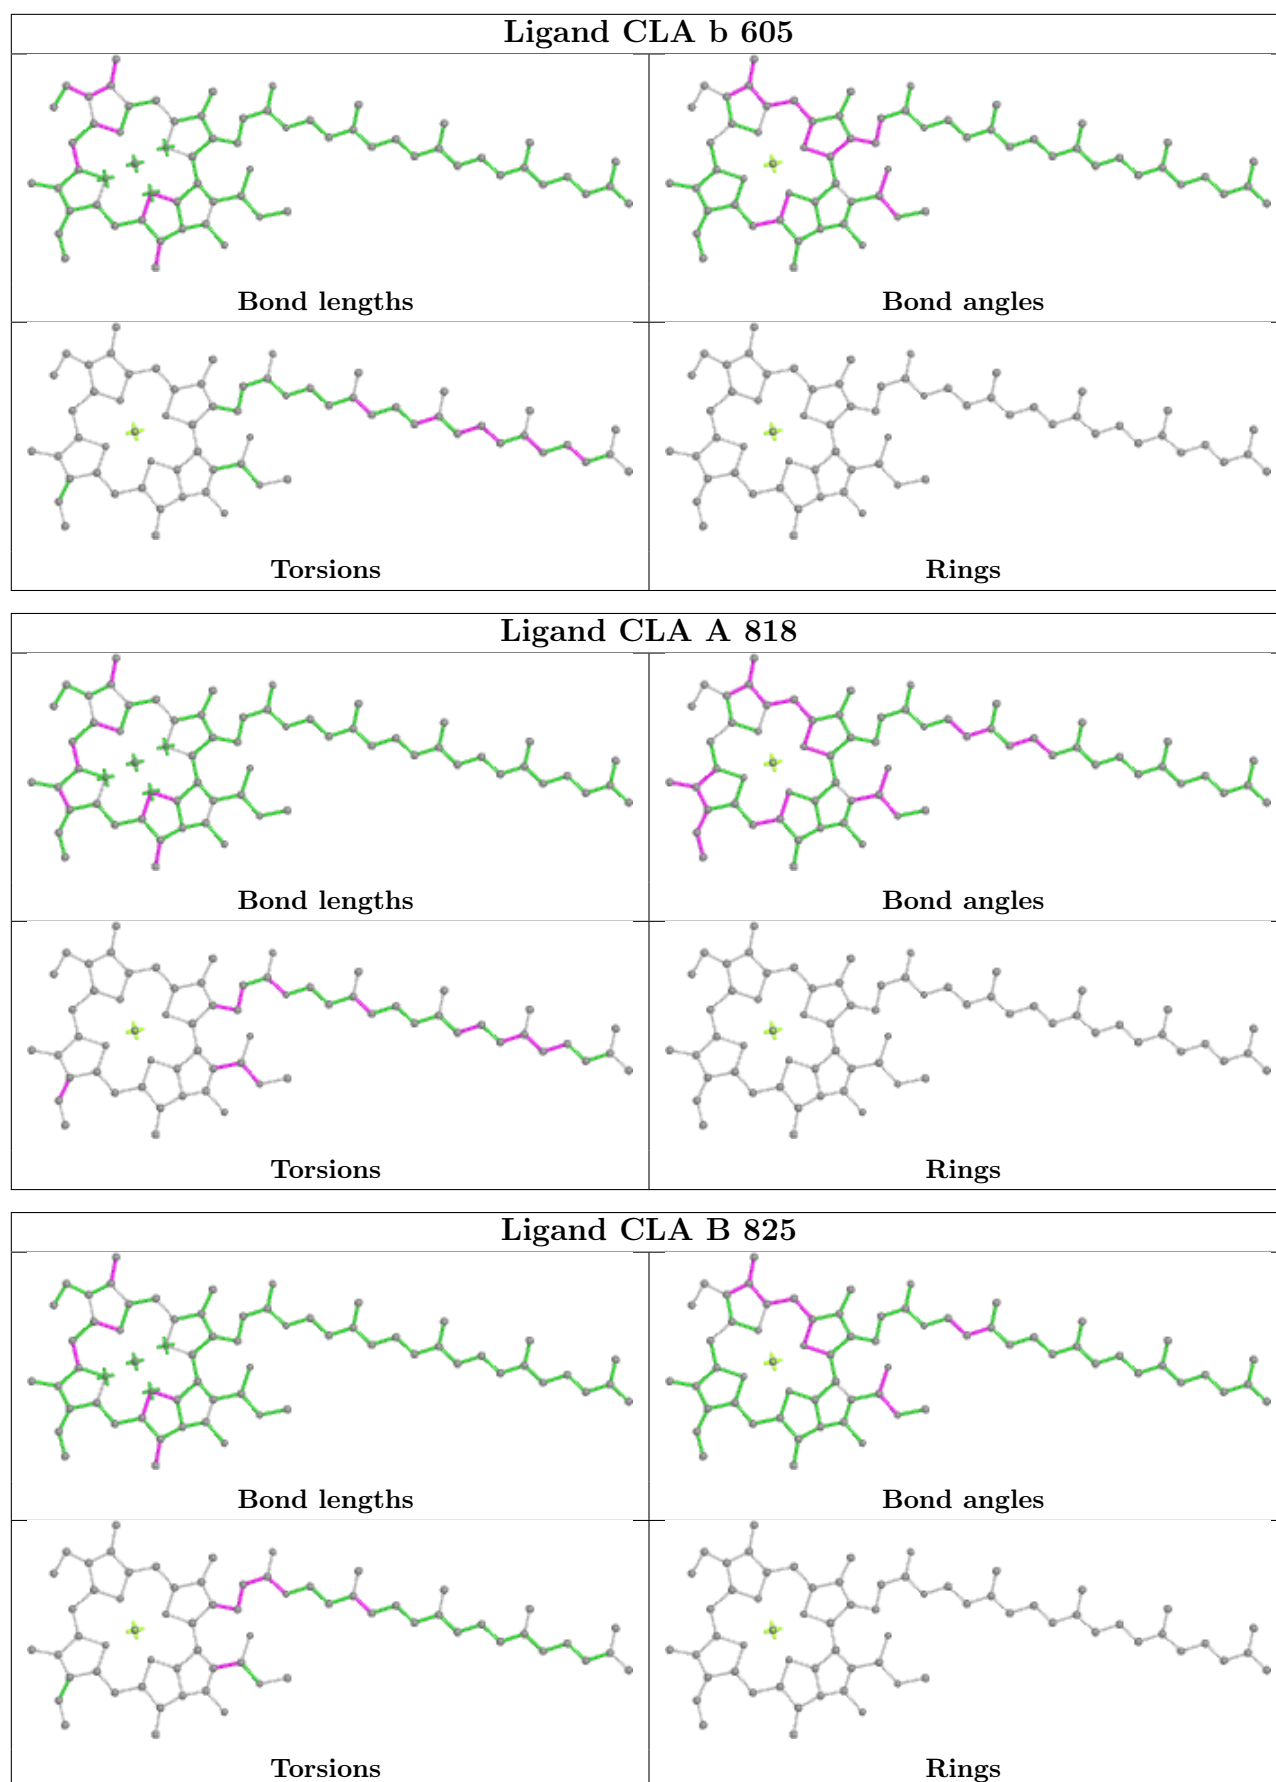 Ligand CLA b 605
Bond lengths
Bond angles
Torsions
Rings
Ligand CLA A 818
Bond lengths
Bond angles
Torsions
Rings
Ligand CLA B 825
Bond lengths
Bond angles
Torsions
Rings